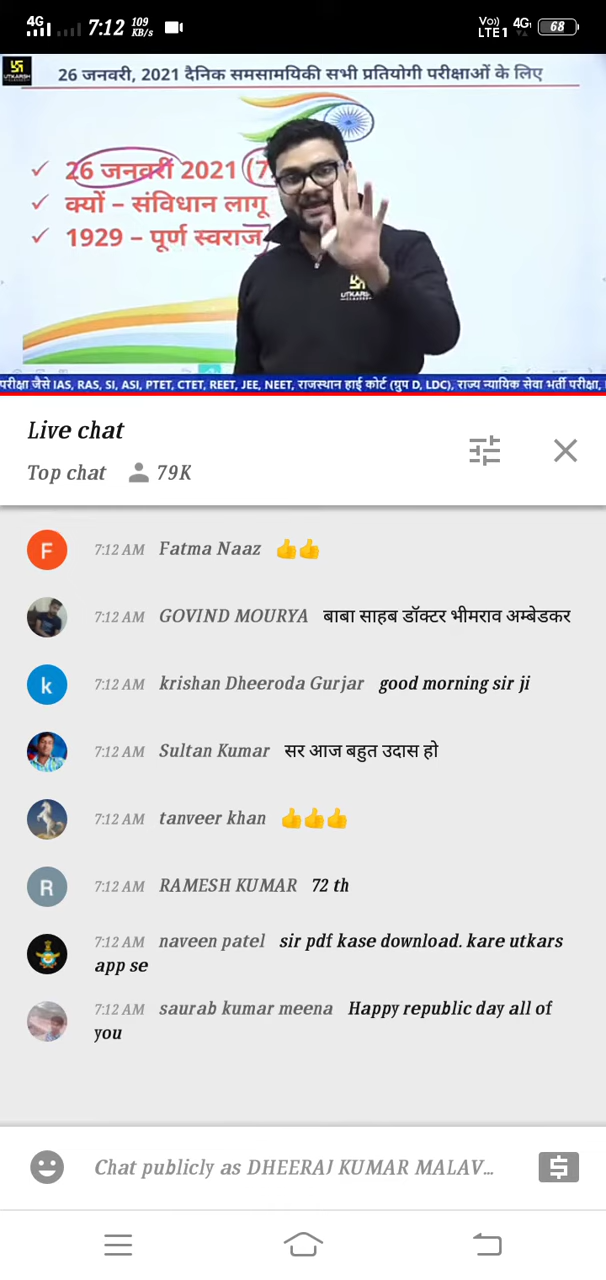 4G 7:12 109 KB/s Vo)) LTE1 4G 68
UTKARSH
26 जनवरी, 2021 दैनिक समसामयिकी सभी प्रतियोगी परीक्षाओं के लिए
✓ 26 जनवरी 2021 (7
✓ क्यों – संविधान लागू
✓ 1929 – पूर्ण स्वराज
UTKARSH
परीक्षा जैसे IAS, RAS, SI, ASI, PTET, CTET, REET, JEE, NEET, राजस्थान हाई कोर्ट (ग्रुप D, LDC), राज्य न्यायिक सेवा भर्ती परीक्षा,
Live chat
Top chat 79K
F 7:12 AM Fatma Naaz 👍👍
7:12 AM GOVIND MOURYA बाबा साहब डॉक्टर भीमराव अम्बेडकर
k 7:12 AM krishan Dheeroda Gurjar good morning sir ji
7:12 AM Sultan Kumar सर आज बहुत उदास हो
7:12 AM tanveer khan 👍👍👍
R 7:12 AM RAMESH KUMAR 72 th
7:12 AM naveen patel sir pdf kase download. kare utkars
app se
7:12 AM saurab kumar meena Happy republic day all of
you
Chat publicly as DHEERAJ KUMAR MALAV... $